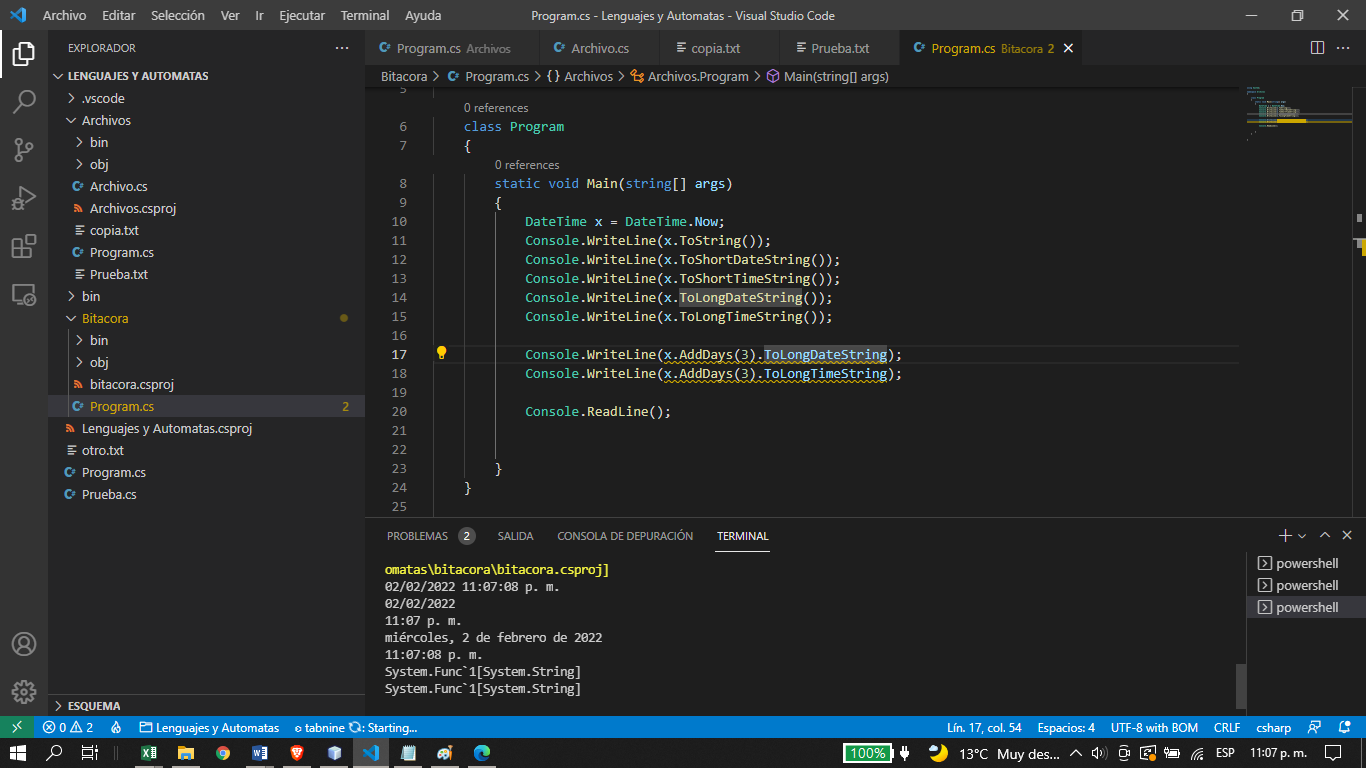 Archivo Editar Selección Ver Ir Ejecutar Terminal Ayuda Program.cs - Lenguajes y Automatas - Visual Studio Code
EXPLORADOR
LENGUAJES Y AUTOMATAS
.vscode
Archivos
bin
obj
Archivo.cs
Archivos.csproj
copia.txt
Program.cs
Prueba.txt
bin
Bitacora
bin
obj
bitacora.csproj
Program.cs 2
Lenguajes y Automatas.csproj
otro.txt
Program.cs
Prueba.cs
ESQUEMA
Program.cs Archivos Archivo.cs copia.txt Prueba.txt Program.cs Bitacora 2
Bitacora > Program.cs > {} Archivos > Archivos.Program > Main(string[] args)
5
0 references
6 class Program
7 {
0 references
8 static void Main(string[] args)
9 {
10 DateTime x = DateTime.Now;
11 Console.WriteLine(x.ToString());
12 Console.WriteLine(x.ToShortDateString());
13 Console.WriteLine(x.ToShortTimeString());
14 Console.WriteLine(x.ToLongDateString());
15 Console.WriteLine(x.ToLongTimeString());
16
17 Console.WriteLine(x.AddDays(3).ToLongDateString);
18 Console.WriteLine(x.AddDays(3).ToLongTimeString);
19
20 Console.ReadLine();
21
22
23 }
24 }
25
PROBLEMAS 2 SALIDA CONSOLA DE DEPURACIÓN TERMINAL
omatas\bitacora\bitacora.csproj]
02/02/2022 11:07:08 p. m.
02/02/2022
11:07 p. m.
miércoles, 2 de febrero de 2022
11:07:08 p. m.
System.Func`1[System.String]
System.Func`1[System.String]
powershell
powershell
powershell
0 2 Lenguajes y Automatas tabnine : Starting... Lín. 17, col. 54 Espacios: 4 UTF-8 with BOM CRLF csharp
100% 13°C Muy des... ESP 11:07 p. m.